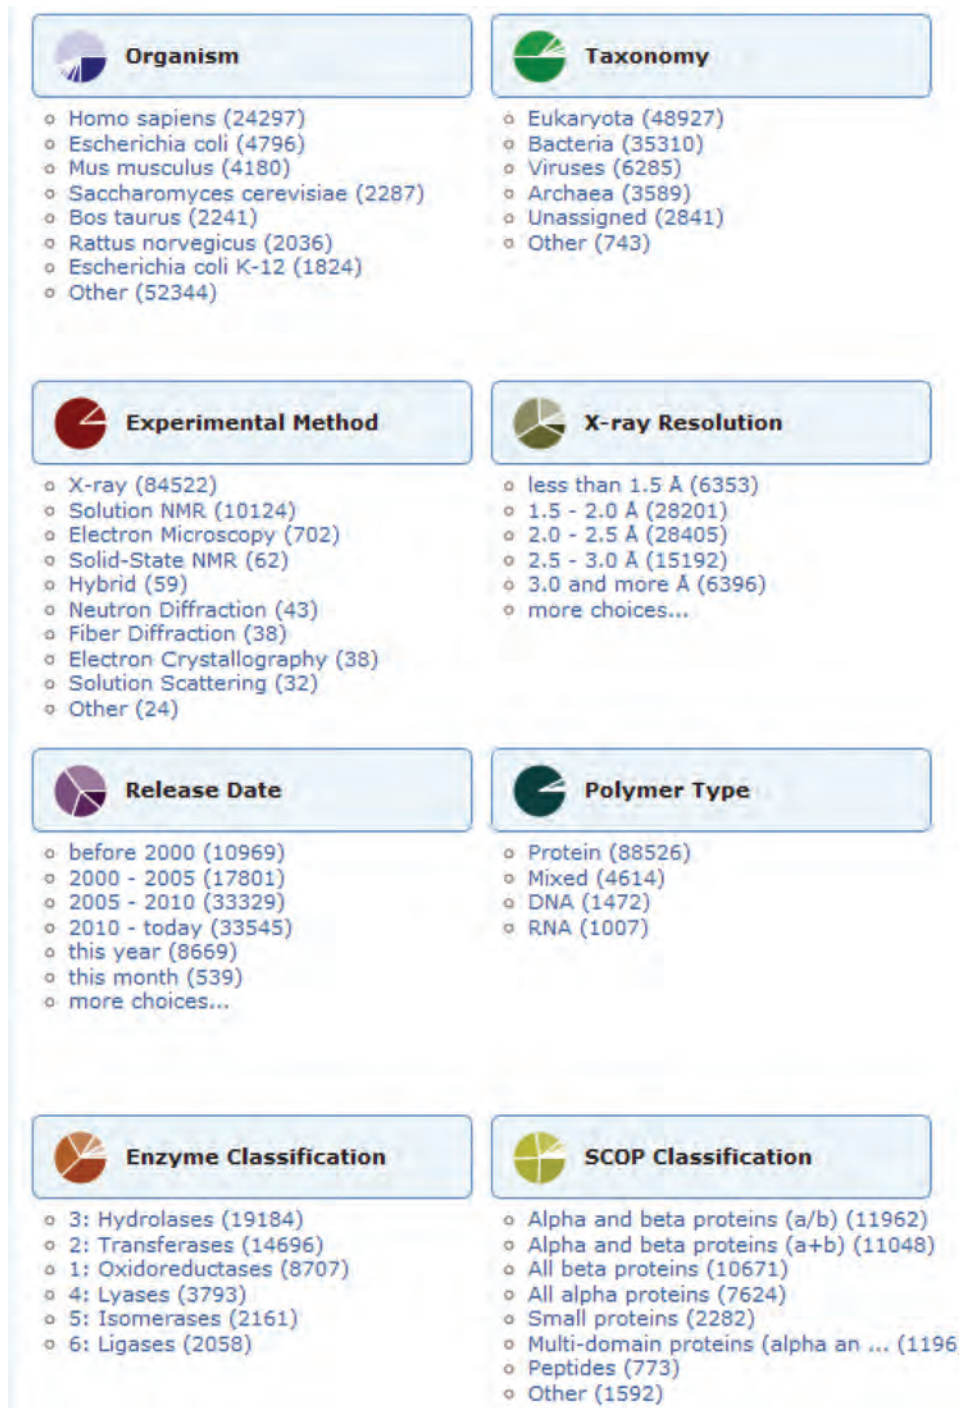 Organism
Homo sapiens (24297)
Escherichia coli (4796)
Mus musculus (4180)
Saccharomyces cerevisiae (2287)
Bos taurus (2241)
Rattus norvegicus (2036)
Escherichia coli K-12 (1824)
Other (52344)
Taxonomy
Eukaryota (48927)
Bacteria (35310)
Viruses (6285)
Archaea (3589)
Unassigned (2841)
Other (743)
Experimental Method
X-ray (84522)
Solution NMR (10124)
Electron Microscopy (702)
Solid-State NMR (62)
Hybrid (59)
Neutron Diffraction (43)
Fiber Diffraction (38)
Electron Crystallography (38)
Solution Scattering (32)
Other (24)
X-ray Resolution
less than 1.5 Å (6353)
1.5 - 2.0 Å (28201)
2.0 - 2.5 Å (28405)
2.5 - 3.0 Å (15192)
3.0 and more Å (6396)
more choices...
Release Date
before 2000 (10969)
2000 - 2005 (17801)
2005 - 2010 (33329)
2010 - today (33545)
this year (8669)
this month (539)
more choices...
Polymer Type
Protein (88526)
Mixed (4614)
DNA (1472)
RNA (1007)
Enzyme Classification
3: Hydrolases (19184)
2: Transferases (14696)
1: Oxidoreductases (8707)
4: Lyases (3793)
5: Isomerases (2161)
6: Ligases (2058)
SCOP Classification
Alpha and beta proteins (a/b) (11962)
Alpha and beta proteins (a+b) (11048)
All beta proteins (10671)
All alpha proteins (7624)
Small proteins (2282)
Multi-domain proteins (alpha an ... (1196
Peptides (773)
Other (1592)